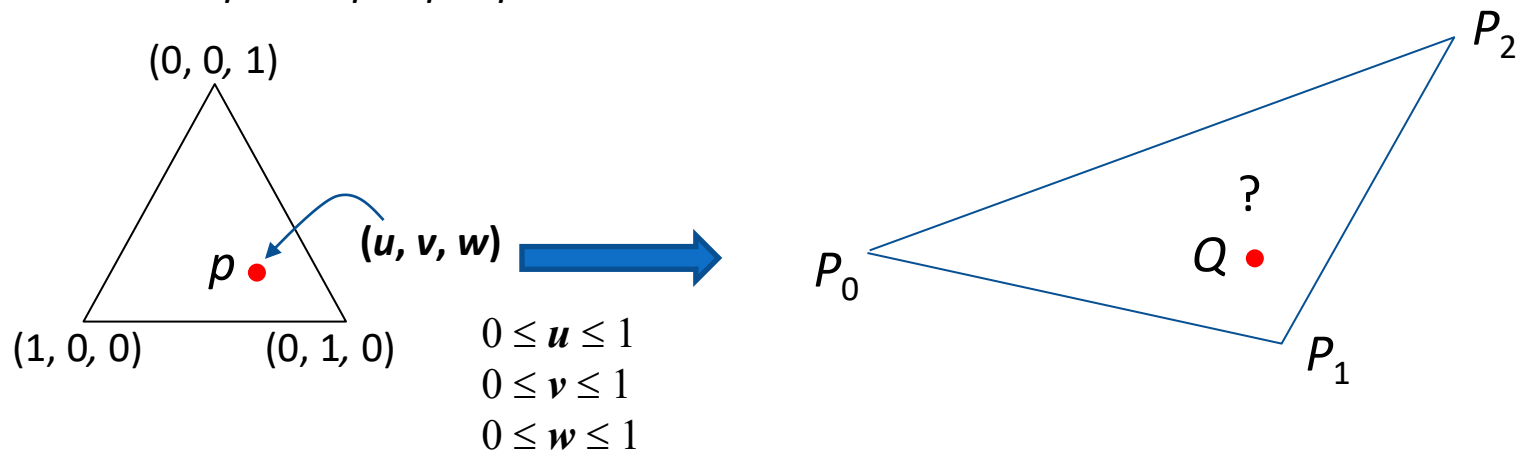 (0, 0, 1)
P₂
?
(u, v, w)
p
Q
P₀
(1, 0, 0)
(0, 1, 0)
0 ≤ u ≤ 1
P₁
0 ≤ v ≤ 1
0 ≤ w ≤ 1